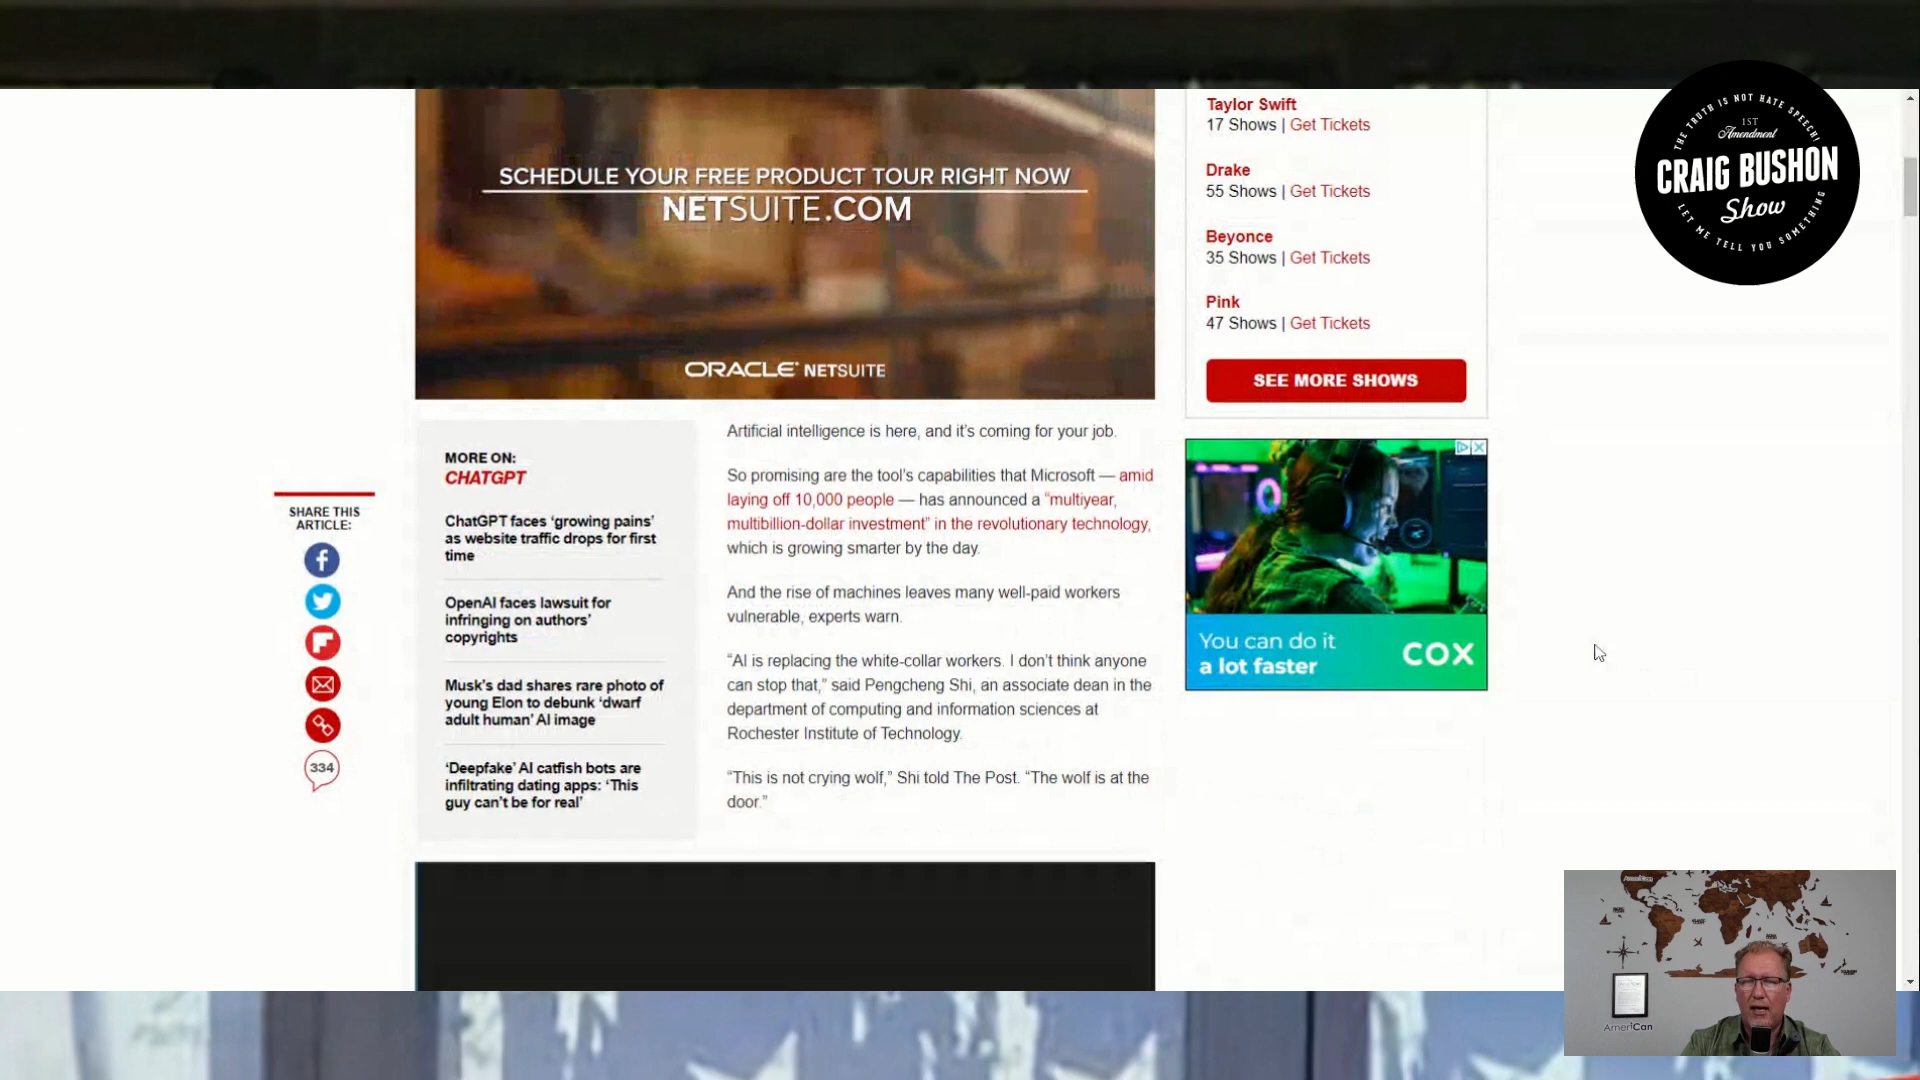 SCHEDULE YOUR FREE PRODUCT TOUR RIGHT NOW
NETSUITE.COM
ORACLE NETSUITE
Taylor Swift
17 Shows | Get Tickets
Drake
55 Shows | Get Tickets
Beyonce
35 Shows | Get Tickets
Pink
47 Shows | Get Tickets
SEE MORE SHOWS
THE TRUTH IS NOT HATE SPEECH!
1ST
Amendment
CRAIG BUSHON
Show
LET ME TELL YOU SOMETHING
SHARE THIS
ARTICLE:
334
MORE ON:
CHATGPT
ChatGPT faces ‘growing pains’
as website traffic drops for first
time
OpenAI faces lawsuit for
infringing on authors’
copyrights
Musk’s dad shares rare photo of
young Elon to debunk ‘dwarf
adult human’ AI image
‘Deepfake’ AI catfish bots are
infiltrating dating apps: ‘This
guy can’t be for real’
Artificial intelligence is here, and it’s coming for your job.
So promising are the tool’s capabilities that Microsoft — amid
laying off 10,000 people — has announced a “multiyear,
multibillion-dollar investment” in the revolutionary technology,
which is growing smarter by the day.
And the rise of machines leaves many well-paid workers
vulnerable, experts warn.
“AI is replacing the white-collar workers. I don’t think anyone
can stop that,” said Pengcheng Shi, an associate dean in the
department of computing and information sciences at
Rochester Institute of Technology.
“This is not crying wolf,” Shi told The Post. “The wolf is at the
door.”
You can do it
a lot faster
COX
AmeriCan